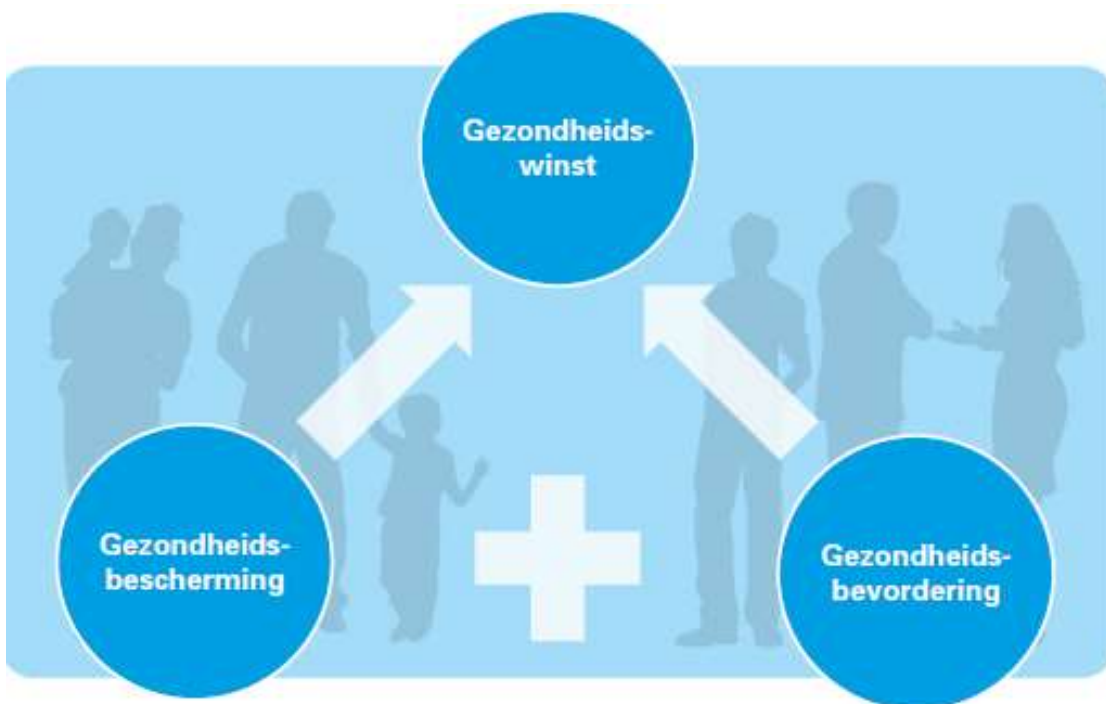 Gezondheids-
winst
Gezondheids-
bescherming
Gezondheids-
bevordering